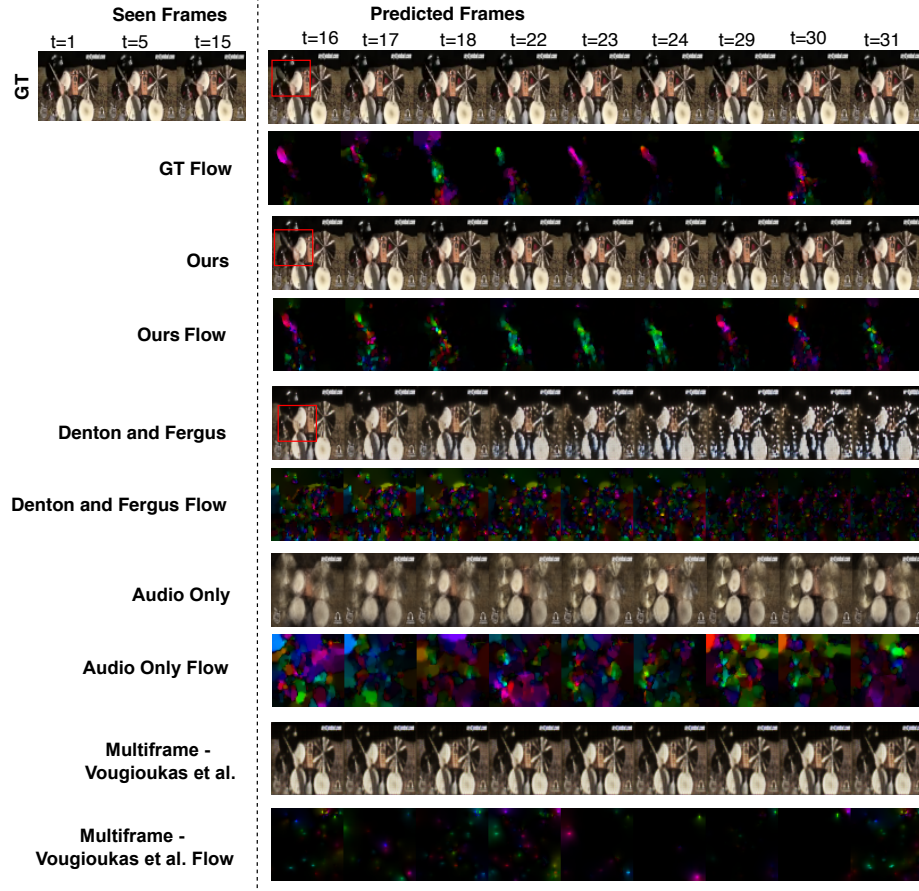 Seen Frames
Predicted Frames
t=1 t=5 t=15
t=16 t=17 t=18 t=22 t=23 t=24 t=29 t=30 t=31
GT
GT Flow
Ours
Ours Flow
Denton and Fergus
Denton and Fergus Flow
Audio Only
Audio Only Flow
Multiframe -
Vougioukas et al.
Multiframe -
Vougioukas et al. Flow